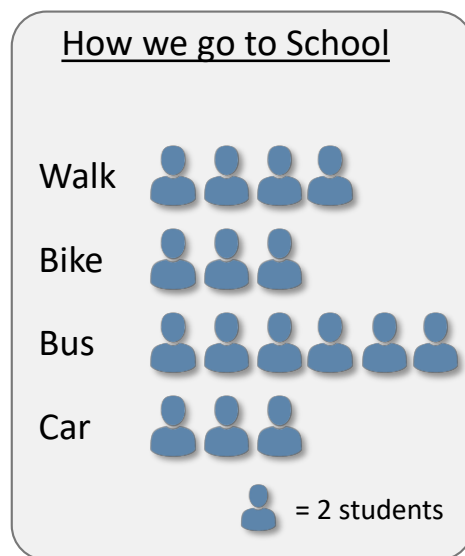 How we go to School
Walk
Bike
Bus
Car
= 2 students